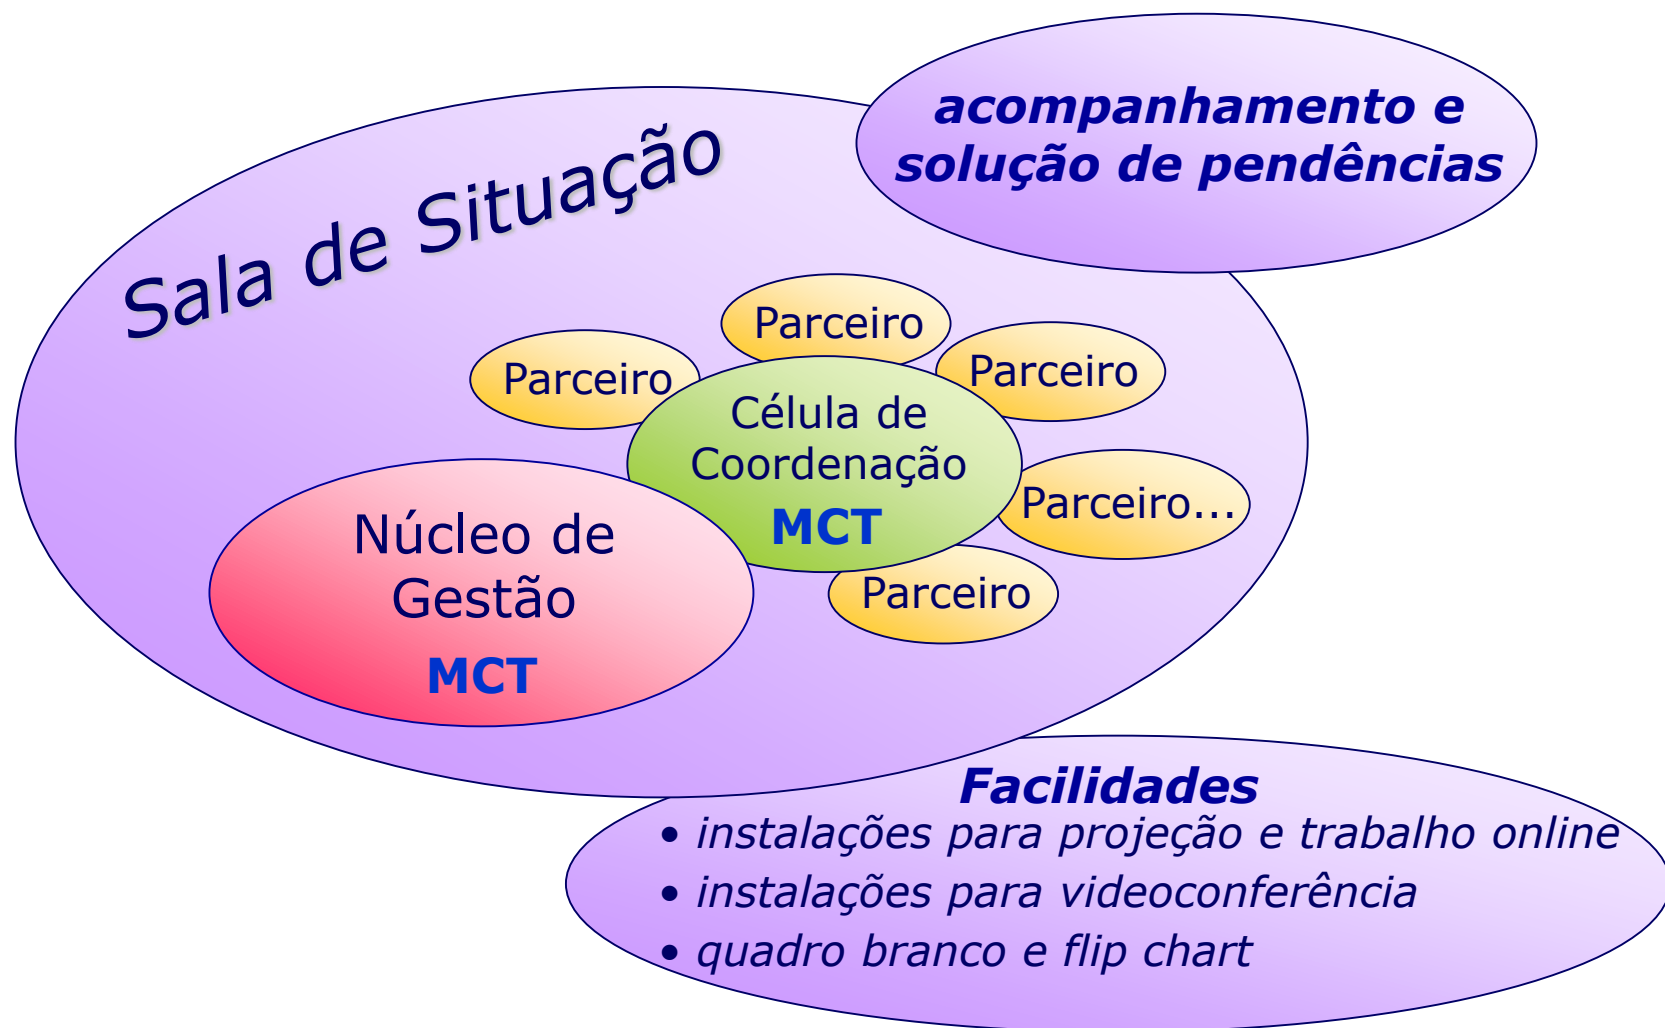 acompanhamento e
solução de pendências
Sala de Situação
Parceiro
Parceiro
Parceiro
Célula de
Coordenação
MCT
Parceiro...
Parceiro
Núcleo de
Gestão
MCT
Facilidades
• instalações para projeção e trabalho online
• instalações para videoconferência
• quadro branco e flip chart